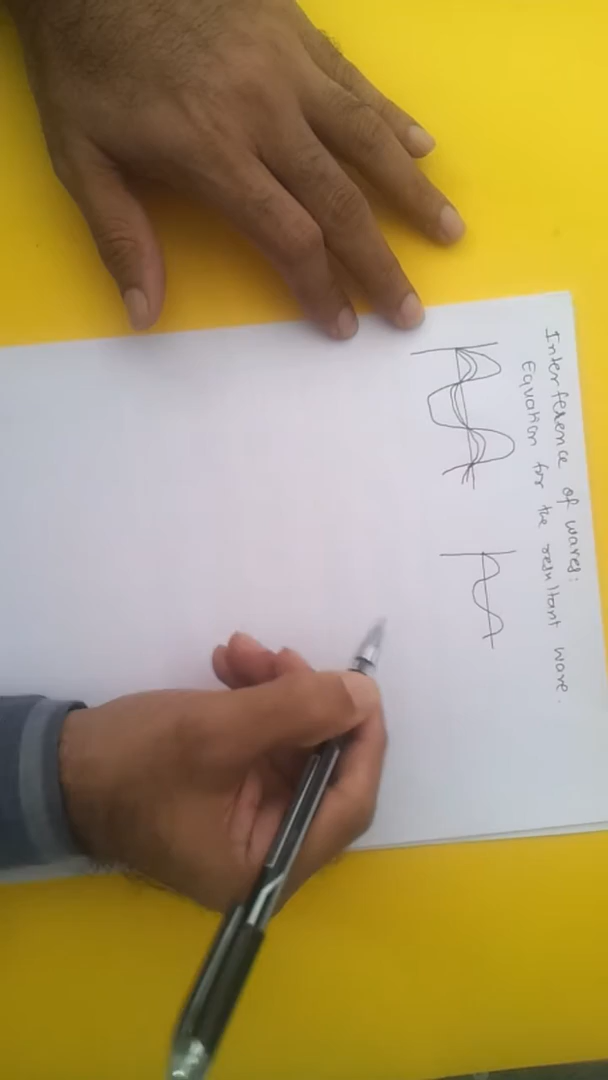 Interference of waves:
Equation for the resultant wave.